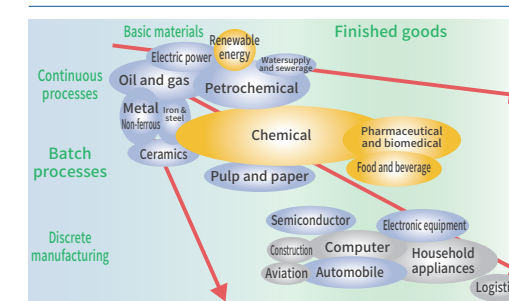 Basic materials
Finished goods
Renewable
energy
Electric power
Watersupply
and sewerage
Continuous
processes
Oil and gas
Petrochemical
Metal
Non-ferrous
Iron &
steel
Chemical
Pharmaceutical
and biomedical
Batch
processes
Ceramics
Food and beverage
Pulp and paper
Semiconductor
Electronic equipment
Discrete
manufacturing
Construction
Computer
Household
appliances
Aviation
Automobile
Logisti